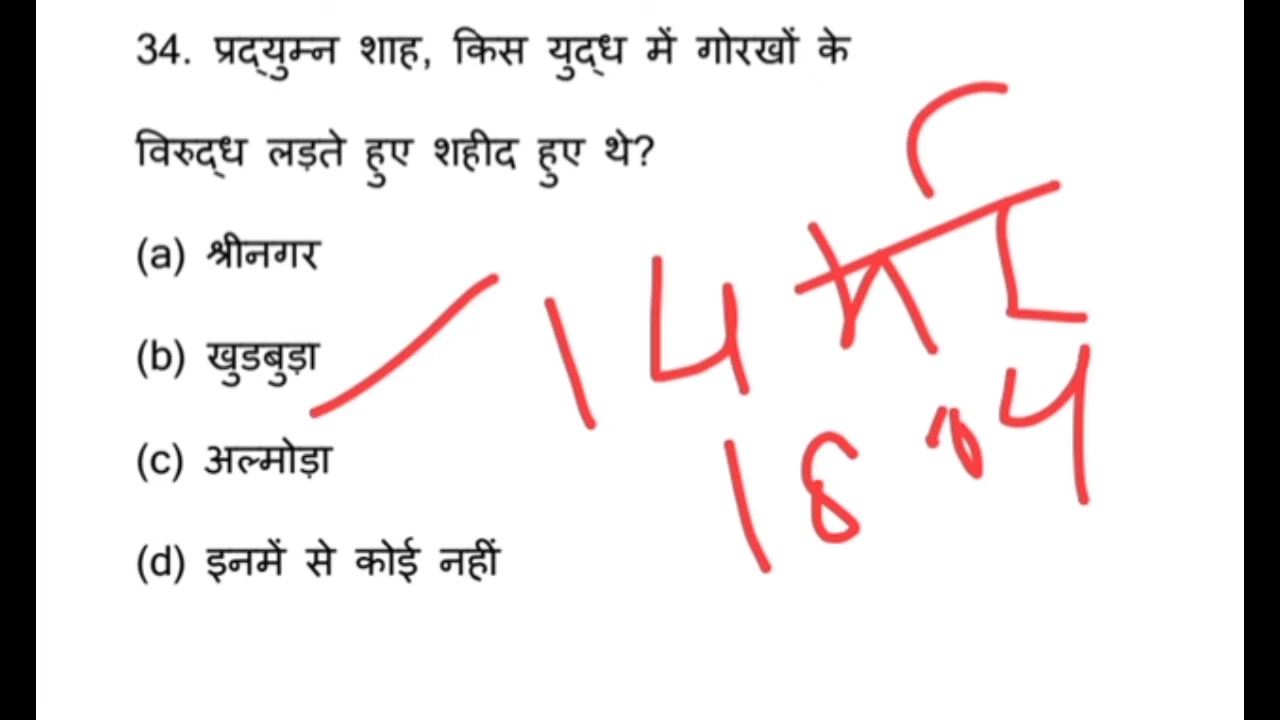 34. प्रद्युम्न शाह, किस युद्ध में गोरखों के
विरुद्ध लड़ते हुए शहीद हुए थे?
(a) श्रीनगर
(b) खुडबुड़ा
(c) अल्मोड़ा
(d) इनमें से कोई नहीं
14 मई
1804